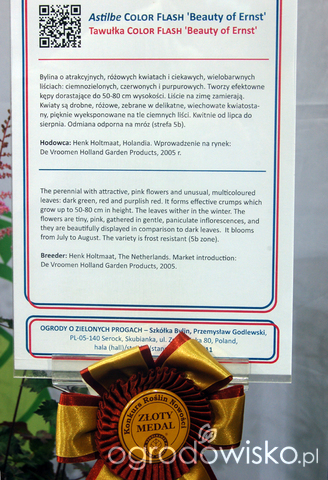 Astilbe COLOR FLASH 'Beauty of Ernst'
Tawułka COLOR FLASH 'Beauty of Ernst'
Bylina o atrakcyjnych, różowych kwiatach i ciekawych, wielobarwnych
liściach: ciemnozielonych, czerwonych i purpurowych. Tworzy efektowne
kępy dorastające do 50-80 cm wysokości. Liście na zimę zamierają.
Kwiaty są drobne, różowe, zebrane w delikatne, wiechowate kwiatosta-
ny, pięknie wyeksponowane na tle ciemnych liści. Kwitnie od lipca do
sierpnia. Odmiana odporna na mróz (strefa 5b).
Hodowca: Henk Holtmaat, Holandia. Wprowadzenie na rynek:
De Vroomen Holland Garden Products, 2005 r.
The perennial with attractive, pink flowers and unusual, multicoloured
leaves: dark green, red and purplish red. It forms effective crumps which
grow up to 50-80 cm in height. The leaves wither in the winter. The
flowers are tiny, pink, gathered in gentle, paniculate inflorescences, and
they are beautifully displayed in comparison to dark leaves. It blooms
from July to August. The variety is frost resistant (5b zone).
Breeder: Henk Holtmaat, The Netherlands. Market introduction:
De Vroomen Holland Garden Products, 2005.
OGRODY O ZIELONYCH PROGACH – Szkółka Bylin, Przemysław Godlewski,
PL-05-140 Serock, Skubianka, ul. 80, Poland,
hala (hall)
Konkurs Roślin Nowości
ZŁOTY
MEDAL
ogrodowisko.pl